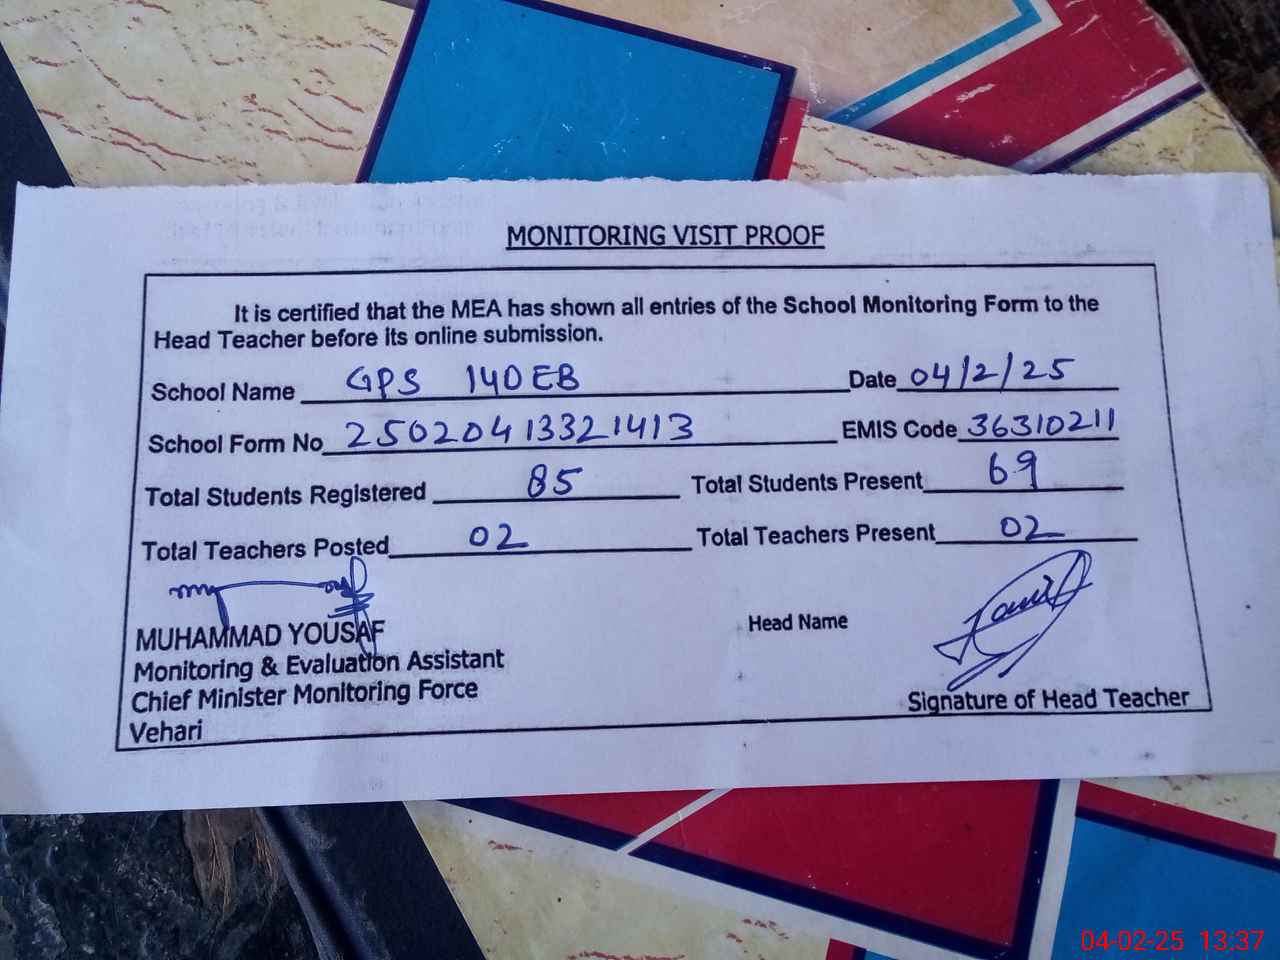 MONITORING VISIT PROOF
It is certified that the MEA has shown all entries of the School Monitoring Form to the
Head Teacher before its online submission.
School Name GPS 140EB Date 04/2/25
School Form No 25020413321413 EMIS Code 36310211
Total Students Registered 85 Total Students Present 69
Total Teachers Posted 02 Total Teachers Present 02
MUHAMMAD YOUSAF Head Name
Monitoring & Evaluation Assistant
Chief Minister Monitoring Force Signature of Head Teacher
Vehari
04-02-25 13:37